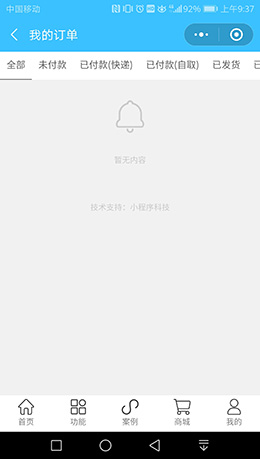 中国移动 92% 上午9:37
我的订单
全部 未付款 已付款(快递) 已付款(自取) 已发货
暂无内容
技术支持：小程序科技
首页 功能 案例 商城 我的